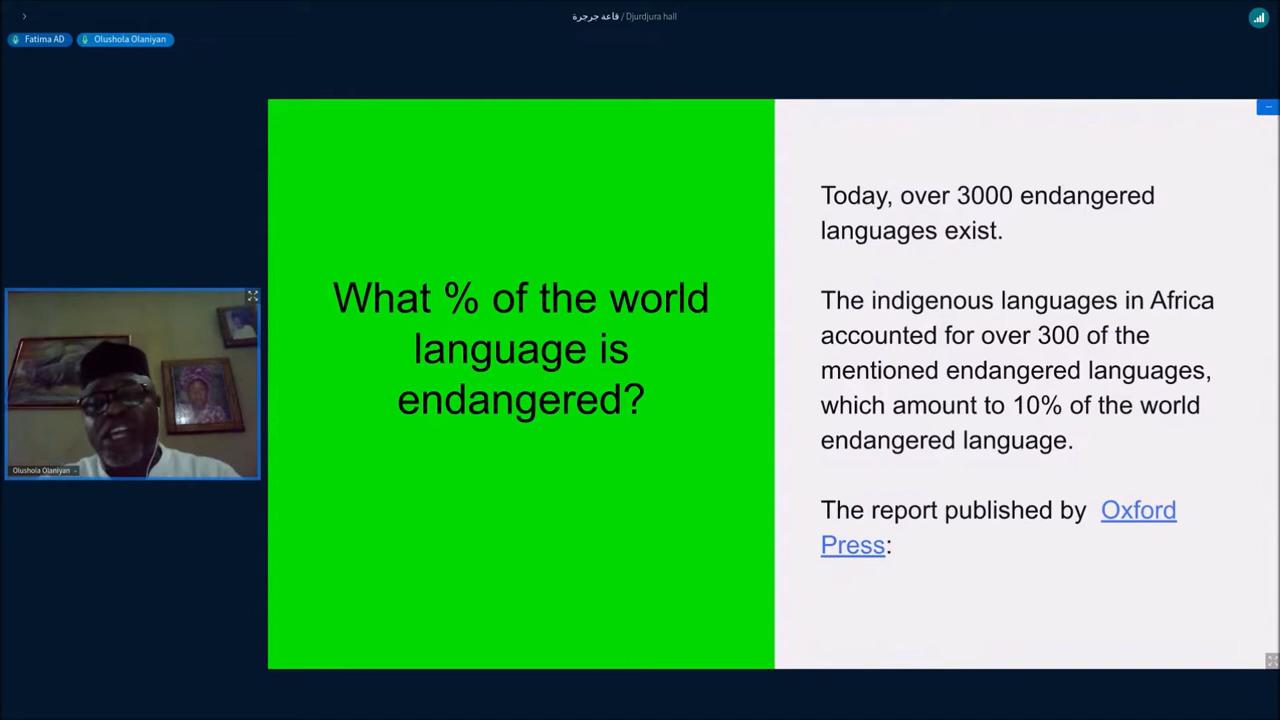 قاعة جرجرة / Djurdjura hall
Fatima AD
Olushola Olaniyan
What % of the world
language is
endangered?
Today, over 3000 endangered
languages exist.
The indigenous languages in Africa
accounted for over 300 of the
mentioned endangered languages,
which amount to 10% of the world
endangered language.
The report published by Oxford
Press:
Olushola Olaniyan